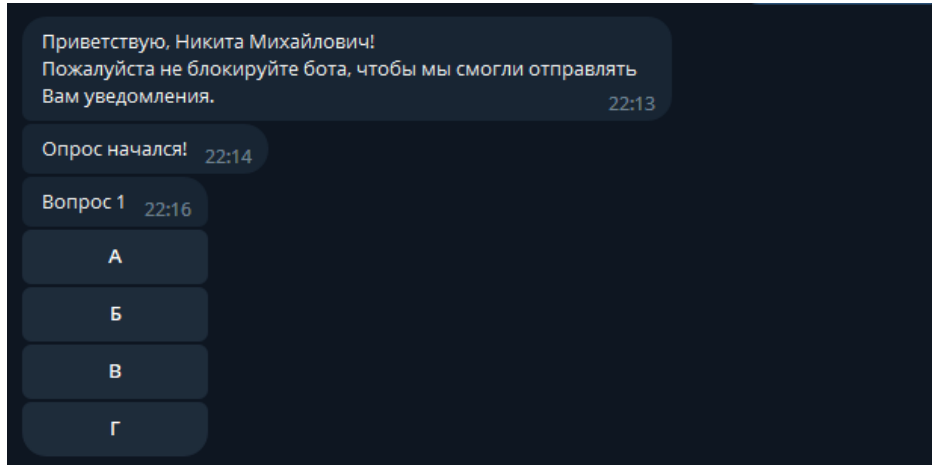 Приветствую, Никита Михайлович!
Пожалуйста не блокируйте бота, чтобы мы смогли отправлять
Вам уведомления.
22:13
Опрос начался! 22:14
Вопрос 1 22:16
А
Б
В
Г